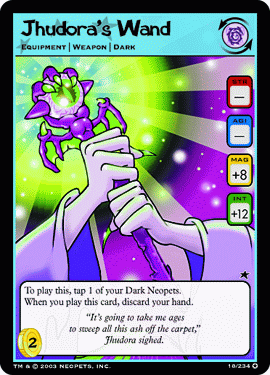 Jhudora's Wand
EQUIPMENT | WEAPON | DARK
STR
—
AGI
—
MAG
+8
INT
+12
To play this, tap 1 of your Dark Neopets.
When you play this card, discard your hand.
"It's going to take me ages
to sweep all this ash off the carpet,"
Jhudora sighed.
2
TM & © 2003 NEOPETS, INC.
18/234